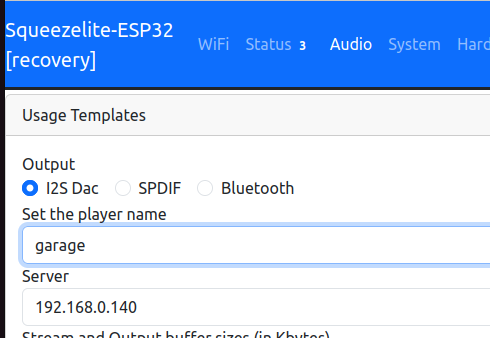 Squeezelite-ESP32
[recovery]
WiFi Status 3 Audio System Hard
Usage Templates
Output
I2S Dac SPDIF Bluetooth
Set the player name
garage
Server
192.168.0.140
Stream and Output buffer sizes (in Kbytes)